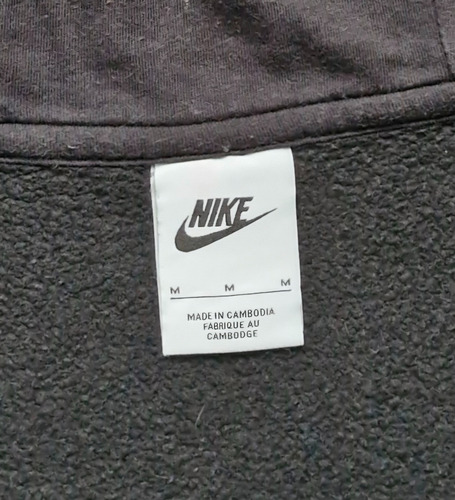 NIKE
M M M
MADE IN CAMBODIA
FABRIQUE AU
CAMBODGE